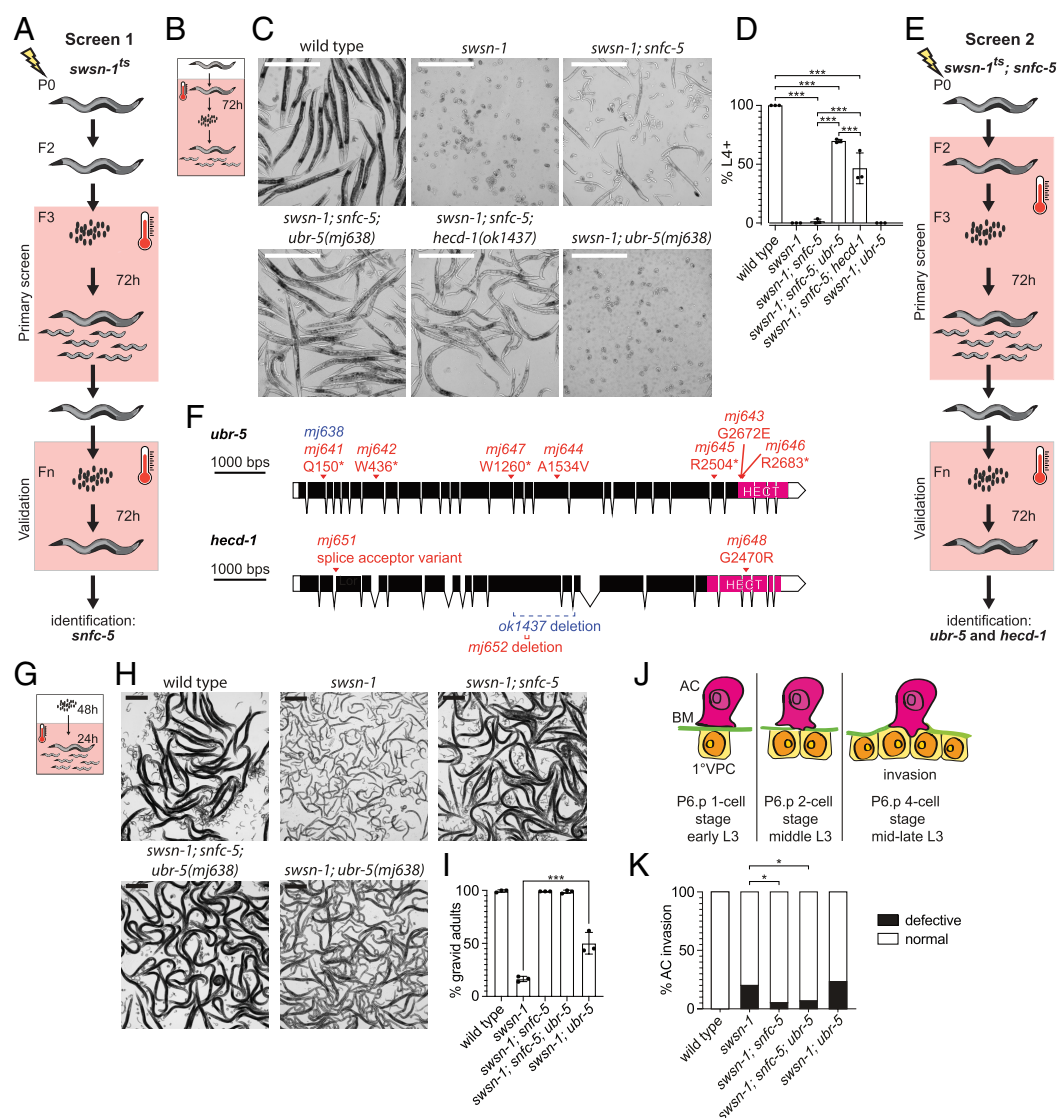 A
Screen 1
swsn-1ts
P0
F2
F3
72h
Primary screen
Fn
72h
Validation
identification:
snfc-5
B
72h
C
wild type
swsn-1
swsn-1; snfc-5
swsn-1; snfc-5;
ubr-5(mj638)
swsn-1; snfc-5;
hecd-1(ok1437)
swsn-1; ubr-5(mj638)
D
% L4+
100
50
0
***
***
***
***
***
***
wild type
swsn-1
swsn-1; snfc-5
swsn-1; snfc-5; ubr-5
swsn-1; snfc-5; hecd-1
swsn-1; ubr-5
E
Screen 2
swsn-1ts; snfc-5
P0
F2
F3
72h
Primary screen
Fn
72h
Validation
identification:
ubr-5 and hecd-1
F
ubr-5
1000 bps
mj638
mj641
Q150*
mj642
W436*
mj647
W1260*
mj644
A1534V
mj645
R2504*
mj643
G2672E
mj646
R2683*
HECT
hecd-1
1000 bps
mj651
splice acceptor variant
mj648
G2470R
HECT
ok1437 deletion
mj652 deletion
G
48h
24h
H
wild type
swsn-1
swsn-1; snfc-5
swsn-1; snfc-5;
ubr-5(mj638)
swsn-1; ubr-5(mj638)
I
% gravid adults
100
50
0
***
wild type
swsn-1
swsn-1; snfc-5
swsn-1; snfc-5; ubr-5
swsn-1; ubr-5
J
AC
BM
1°VPC
invasion
P6.p 1-cell
stage
early L3
P6.p 2-cell
stage
middle L3
P6.p 4-cell
stage
mid-late L3
K
% AC invasion
100
50
0
*
*
defective
normal
wild type
swsn-1
swsn-1; snfc-5
swsn-1; snfc-5; ubr-5
swsn-1; ubr-5